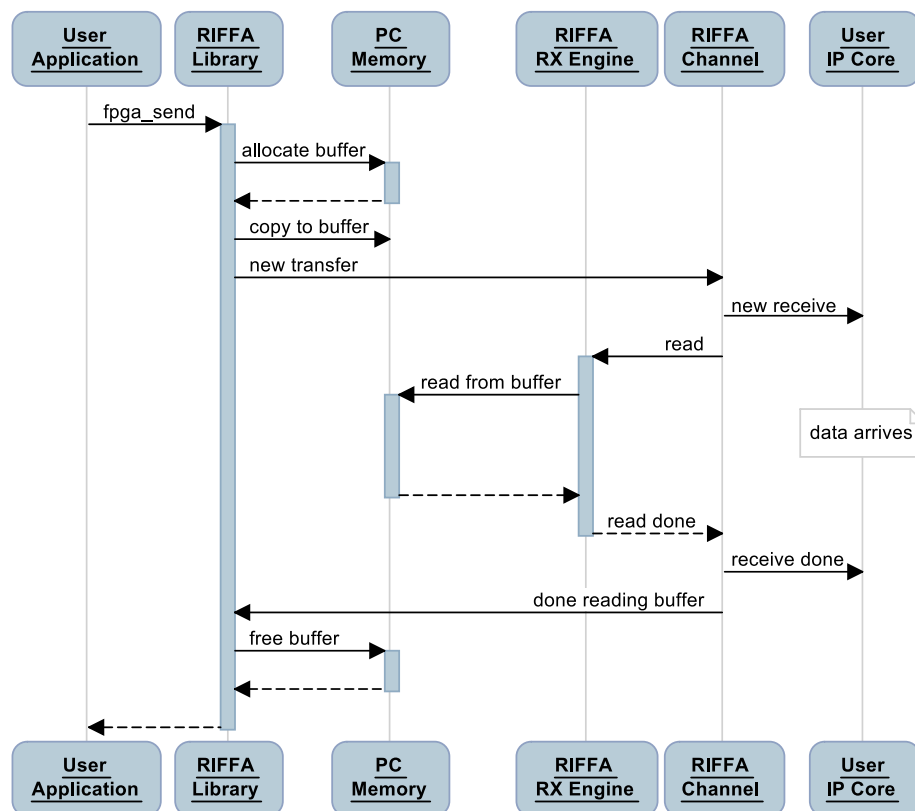 User
Application
RIFFA
Library
PC
Memory
RIFFA
RX Engine
RIFFA
Channel
User
IP Core
fpga_send
allocate buffer
copy to buffer
new transfer
new receive
read
read from buffer
data arrives
read done
receive done
done reading buffer
free buffer
User
Application
RIFFA
Library
PC
Memory
RIFFA
RX Engine
RIFFA
Channel
User
IP Core